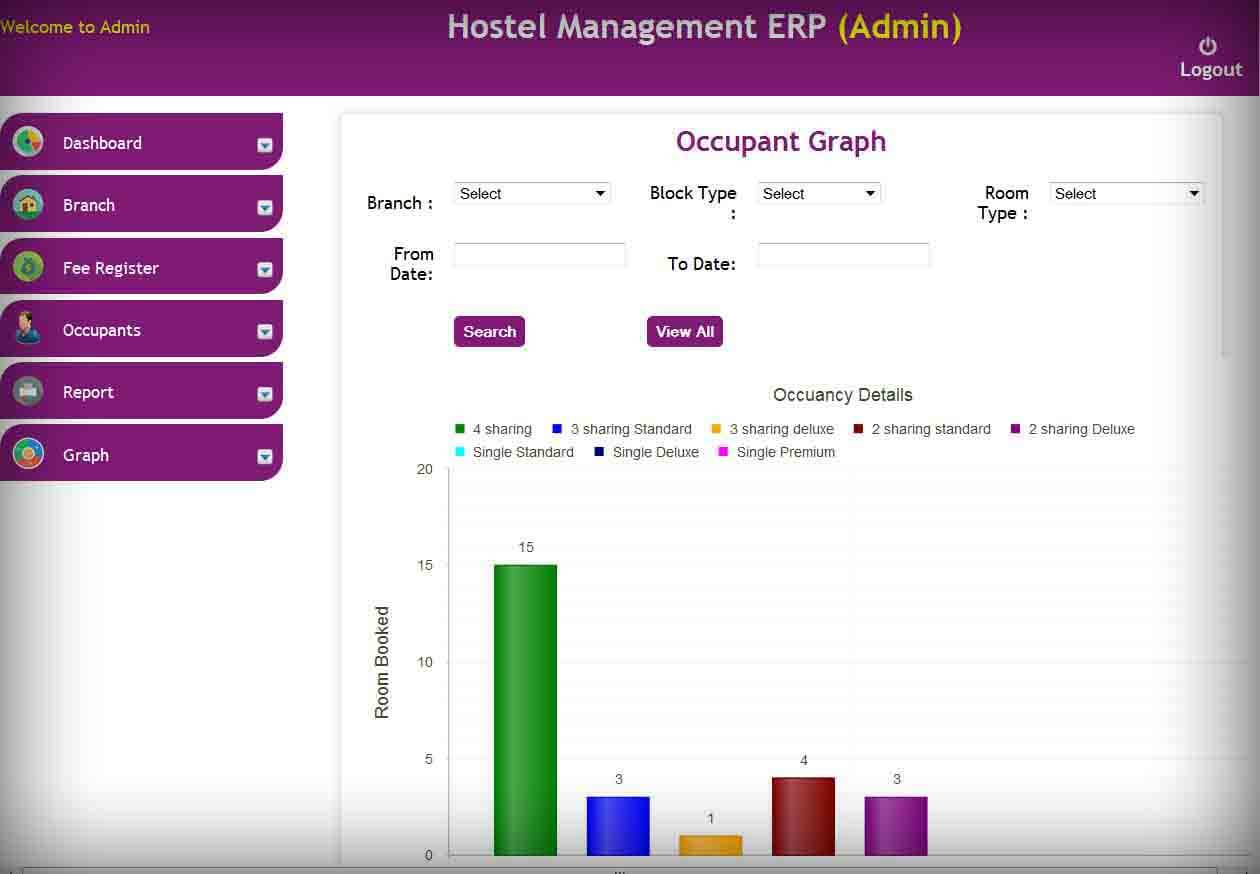 Welcome to Admin
Hostel Management ERP (Admin)
Logout
Dashboard
Branch
Fee Register
Occupants
Report
Graph
Occupant Graph
Branch : Select
Block Type : Select
Room Type : Select
From Date:
To Date:
Search View All
Occuancy Details
4 sharing 3 sharing Standard 3 sharing deluxe 2 sharing standard 2 sharing Deluxe
Single Standard Single Deluxe Single Premium
Room Booked
20
15
10
5
0
15
3
1
4
3